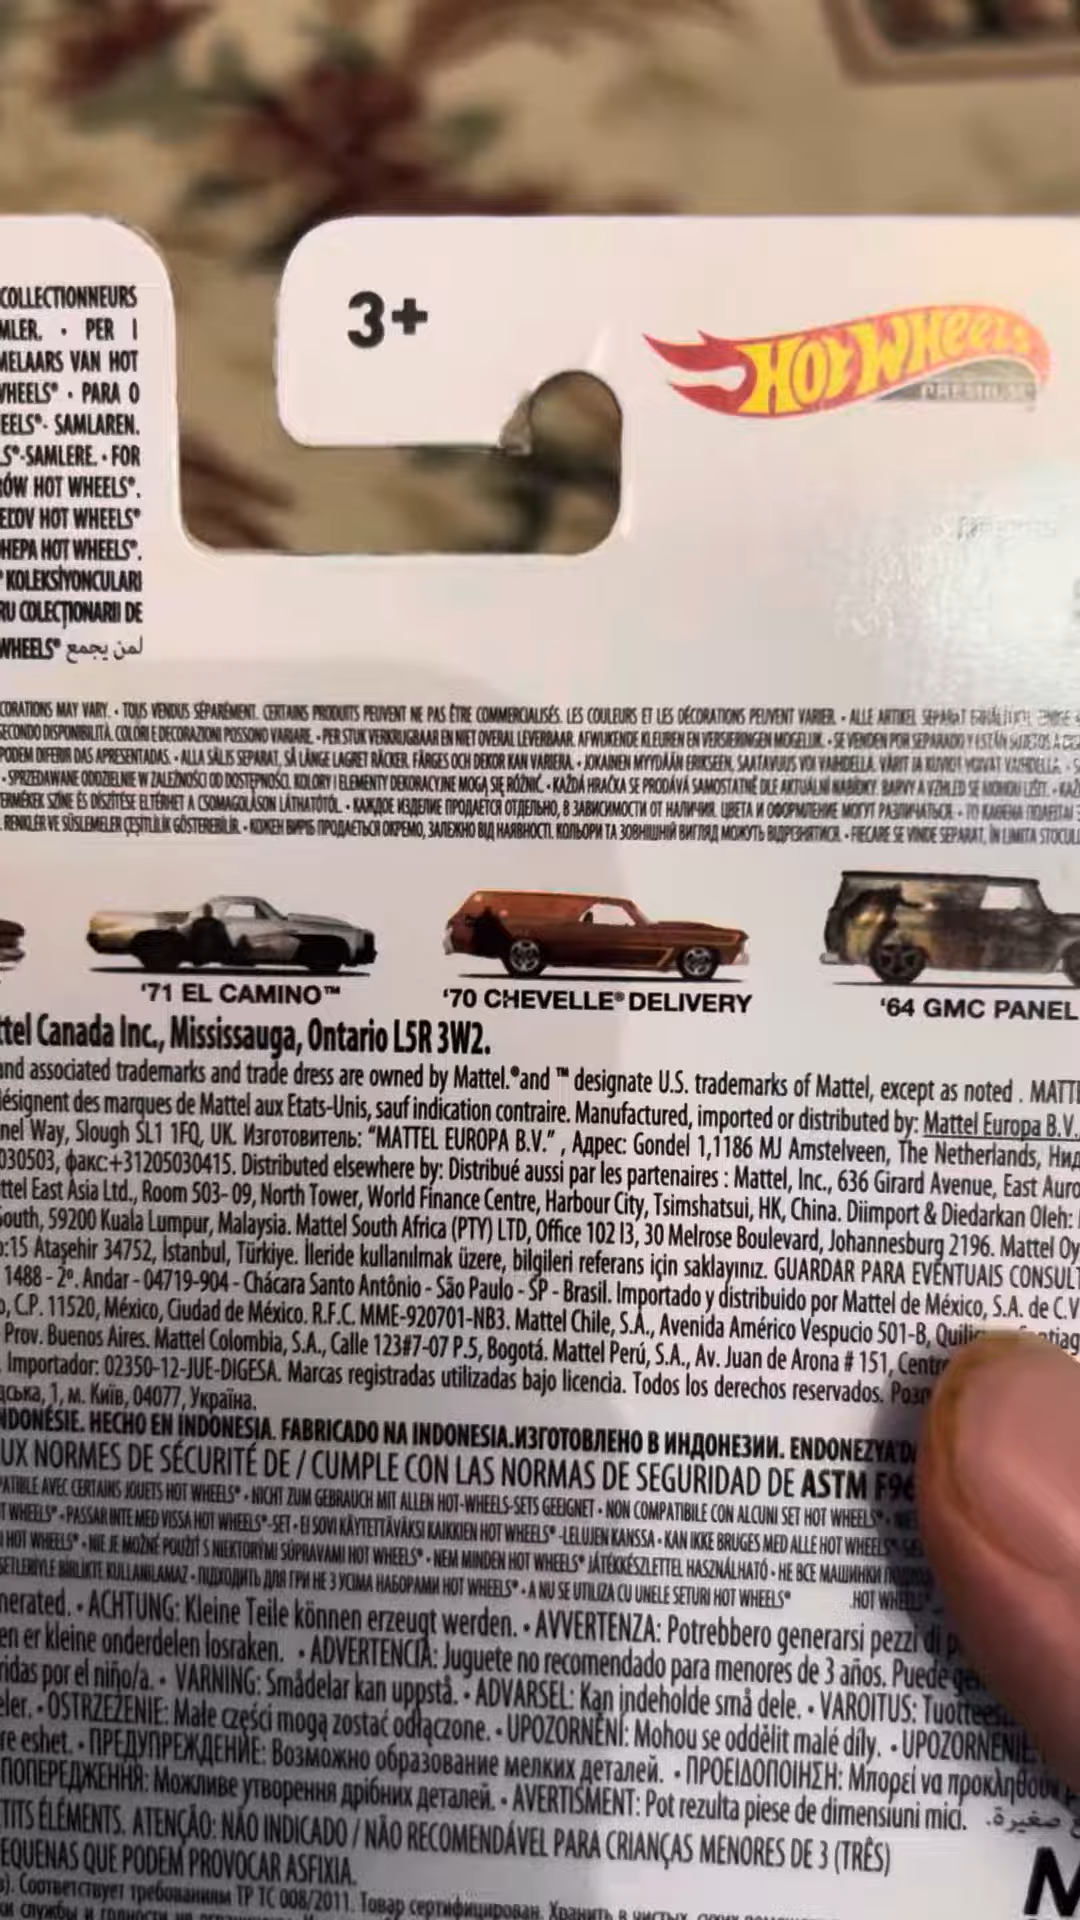 COLLECTIONNEURS
MLER. • PER I
MELAARS VAN HOT
WHEELS® • PARA O
EELS®- SAMLAREN.
S®-SAMLERE. • FOR
ÓW HOT WHEELS®.
HOT WHEELS®
HOT WHEELS®.
® KOLEKSİYONCULARI
RU COLECȚIONARII DE
WHEELS® لمن يجمع
3+
HOT WHEELS
PREMIUM
CORATIONS MAY VARY. • TOUS VENDUS SÉPARÉMENT. CERTAINS PRODUITS PEUVENT NE PAS ÊTRE COMMERCIALISÉS. LES COULEURS ET LES DÉCORATIONS PEUVENT VARIER. • ALLE ARTIKEL SEPARAT
SECONDO DISPONIBILITÀ. COLORI E DECORAZIONI POSSONO VARIARE. • PER STUK VERKRIJGBAAR EN NIET OVERAL LEVERBAAR. AFWIJKENDE KLEUREN EN VERSIERINGEN MOGELIJK. • SE VENDEN POR SEPARADO Y ESTÁN SUJETOS A
PODEM DIFERIR DAS APRESENTADAS. • ALLA SÄLJS SEPARAT, SÅ LÄNGE LAGRET RÄCKER. FÄRGES OCH DEKOR KAN VARIERA. • JOKAINEN MYYDÄÄN ERIKSEEN, SAATAVUUS VOI VAIHDELLA.
• SPRZEDAWANE ODDZIELNIE W ZALEŻNOŚCI OD DOSTĘPNOŚCI. KOLORY I ELEMENTY DEKORACYJNE MOGĄ SIĘ RÓŻNIĆ. • KAŽDÁ HRAČKA SE PRODÁVÁ SAMOSTATNĚ DLE AKTUÁLNÍ NABÍDKY. BARVY A VZHLED SE MOHOU LIŠIT.
TERMÉKEK SZÍNE ÉS DÍSZÍTÉSE ELTÉRHET A CSOMAGOLÁSON LÁTHATÓTÓL. • КАЖДОЕ ИЗДЕЛИЕ ПРОДАЕТСЯ ОТДЕЛЬНО, В ЗАВИСИМОСТИ ОТ НАЛИЧИЯ. ЦВЕТА И ОФОРМЛЕНИЕ МОГУТ РАЗЛИЧАТЬСЯ.
RENKLER VE SÜSLEMELER ÇEŞİTLİLİK GÖSTEREBİLİR. • КОЖЕН ВИРІБ ПРОДАЄТЬСЯ ОКРЕМО, ЗАЛЕЖНО ВІД НАЯВНОСТІ. КОЛЬОРИ ТА ЗОВНІШНІЙ ВИГЛЯД МОЖУТЬ ВІДРІЗНЯТИСЯ. • FIECARE SE VINDE SEPARAT, ÎN LIMITA STOCUL
'71 EL CAMINO™
'70 CHEVELLE® DELIVERY
'64 GMC PANEL
ttel Canada Inc., Mississauga, Ontario L5R 3W2.
and associated trademarks and trade dress are owned by Mattel.® and ™ designate U.S. trademarks of Mattel, except as noted . MATTE
désignent des marques de Mattel aux Etats-Unis, sauf indication contraire. Manufactured, imported or distributed by: Mattel Europa B.V.
nel Way, Slough SL1 1FQ, UK. Изготовитель: “MATTEL EUROPA B.V.” , Адрес: Gondel 1,1186 MJ Amstelveen, The Netherlands,
030503, факс:+31205030415. Distributed elsewhere by: Distribué aussi par les partenaires : Mattel, Inc., 636 Girard Avenue, East Auro
ttel East Asia Ltd., Room 503- 09, North Tower, World Finance Centre, Harbour City, Tsimshatsui, HK, China. Diimport & Diedarkan Oleh:
South, 59200 Kuala Lumpur, Malaysia. Mattel South Africa (PTY) LTD, Office 102 I3, 30 Melrose Boulevard, Johannesburg 2196. Mattel Oy
o:15 Ataşehir 34752, İstanbul, Türkiye. İleride kullanılmak üzere, bilgileri referans için saklayınız. GUARDAR PARA EVENTUAIS CONSULT
1488 - 2º. Andar - 04719-904 - Chácara Santo Antônio - São Paulo - SP - Brasil. Importado y distribuido por Mattel de México, S.A. de C.V
o, C.P. 11520, México, Ciudad de México. R.F.C. MME-920701-NB3. Mattel Chile, S.A., Avenida Américo Vespucio 501-B,
Prov. Buenos Aires. Mattel Colombia, S.A., Calle 123#7-07 P.5, Bogotá. Mattel Perú, S.A., Av. Juan de Arona # 151, Centr
Importador: 02350-12-JUE-DIGESA. Marcas registradas utilizadas bajo licencia. Todos los derechos reservados.
дська, 1, м. Київ, 04077, Україна.
NDONÉSIE. HECHO EN INDONESIA. FABRICADO NA INDONESIA.ИЗГОТОВЛЕНО В ИНДОНЕЗИИ. ENDONEZYA'D
UX NORMES DE SÉCURITÉ DE / CUMPLE CON LAS NORMAS DE SEGURIDAD DE ASTM F96
PATIBLE AVEC CERTAINS JOUETS HOT WHEELS® • NICHT ZUM GEBRAUCH MIT ALLEN HOT-WHEELS-SETS GEEIGNET • NON COMPATIBILE CON ALCUNI SET HOT WHEELS®
T WHEELS® • PASSAR INTE MED VISSA HOT WHEELS®-SET • EI SOVI KÄYTETTÄVÄKSI KAIKKIEN HOT WHEELS® -LELUJEN KANSSA • KAN IKKE BRUGES MED ALLE HOT WHEELS®
HOT WHEELS® • NIE JE MOŽNÉ POUŽIŤ S NIEKTORÝMI SÚPRAVAMI HOT WHEELS® • NEM MINDEN HOT WHEELS® JÁTÉKKÉSZLETTEL HASZNÁLHATÓ • НЕ ВСЕ МАШИНКИ
SETLERİYLE BİRLİKTE KULLANILAMAZ • ПІДХОДИТЬ ДЛЯ ГРИ НЕ З УСІМА НАБОРАМИ HOT WHEELS® • A NU SE UTILIZA CU UNELE SETURI HOT WHEELS® HOT WHEELS
nerated. • ACHTUNG: Kleine Teile können erzeugt werden. • AVVERTENZA: Potrebbero generarsi pezzi di p
en er kleine onderdelen losraken. • ADVERTENCIA: Juguete no recomendado para menores de 3 años. Puede
ridas por el niño/a. • VARNING: Smådelar kan uppstå. • ADVARSEL: Kan indeholde små dele. • VAROITUS:
eler. • OSTRZEŻENIE: Małe części mogą zostać odłączone. • UPOZORNĚNÍ: Mohou se oddělit malé díly. • UPOZORNENIE
re eshet. • ПРЕДУПРЕЖДЕНИЕ: Возможно образование мелких деталей. • ΠΡΟΕΙΔΟΠΟΙΗΣΗ: Μπορεί να προκληθούν
ПОПЕРЕДЖЕННЯ: Можливе утворення дрібних деталей. • AVERTISMENT: Pot rezulta piese de dimensiuni mici. صغيرة.
TITS ÉLÉMENTS. ATENÇÃO: NÃO INDICADO / NÃO RECOMENDÁVEL PARA CRIANÇAS MENORES DE 3 (TRÊS)
EQUENAS QUE PODEM PROVOCAR ASFIXIA.
Соответствует требованиям ТР ТС 008/2011. Товар сертифицирован. Хранить в
M